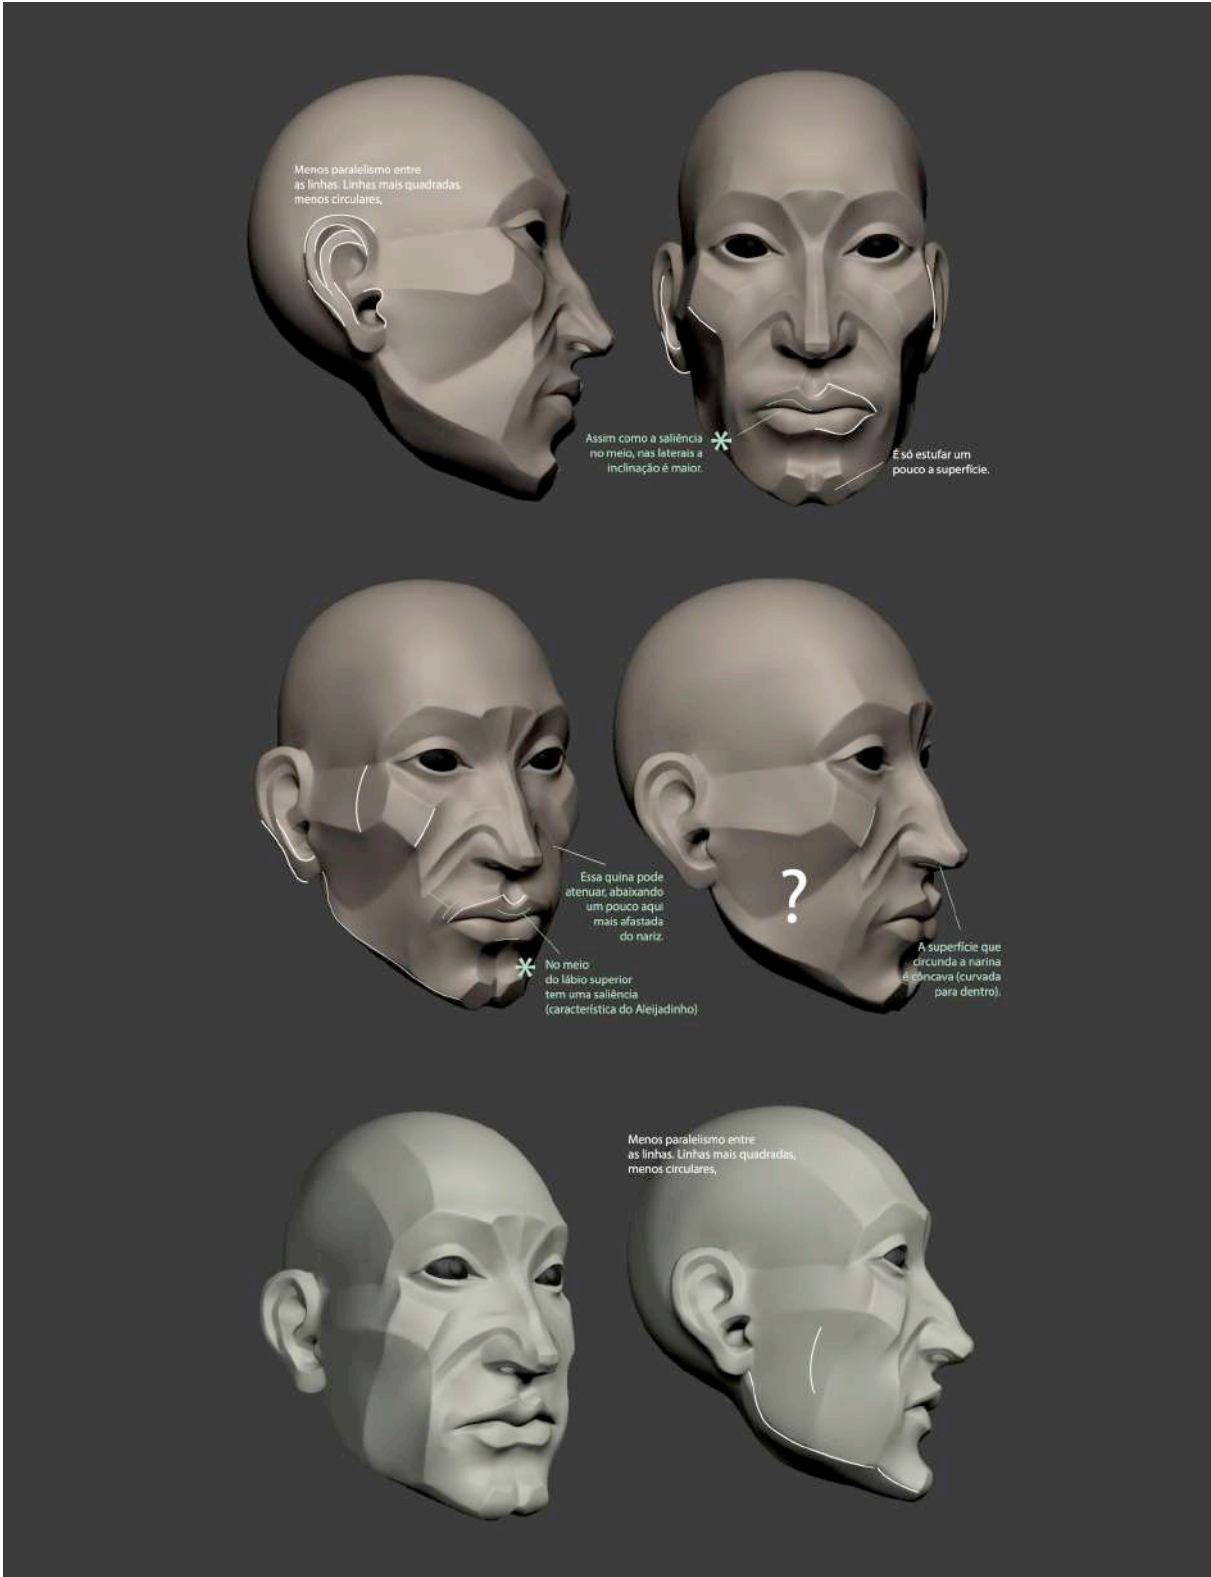 Menos paralelismo entre
as linhas. Linhas mais quadradas,
menos circulares,
Assim como a saliência
no meio, nas laterais a
inclinação é maior.
É só estufar um
pouco a superfície.
Essa quina pode
atenuar, abaixando
um pouco aqui
mais afastada
do nariz.
?
No meio
do lábio superior
tem uma saliência
(característica do Aleijadinho)
A superfície que
circunda a narina
é côncava (curvada
para dentro).
Menos paralelismo entre
as linhas. Linhas mais quadradas,
menos circulares,